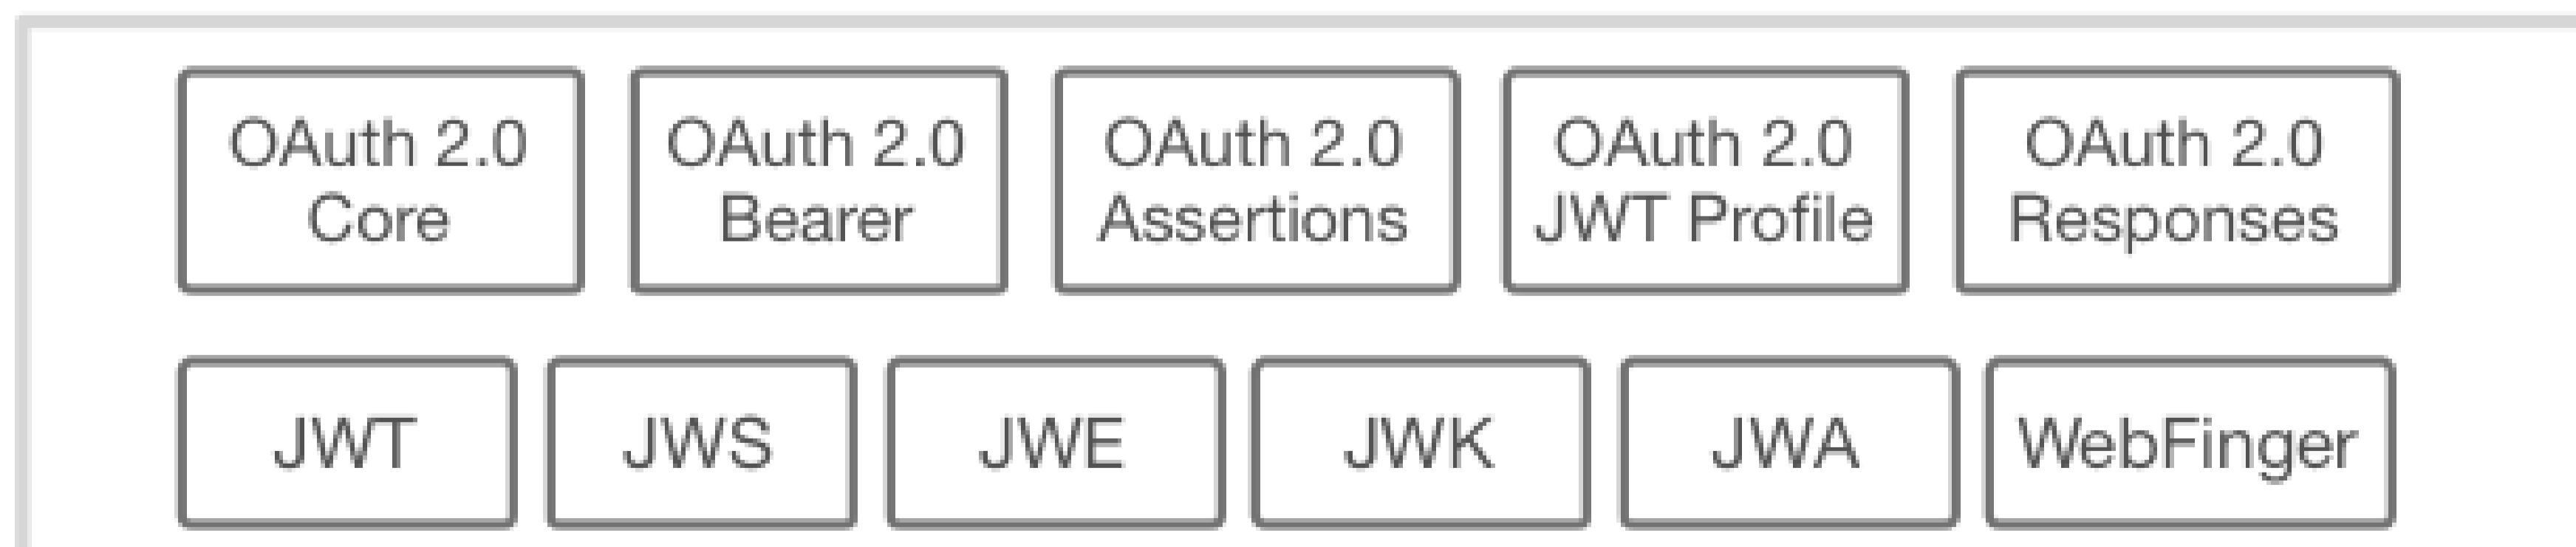 OAuth 2.0
Core
OAuth 2.0
Bearer
OAuth 2.0
Assertions
OAuth 2.0
JWT Profile
OAuth 2.0
Responses
JWT
JWS
JWE
JWK
JWA
WebFinger